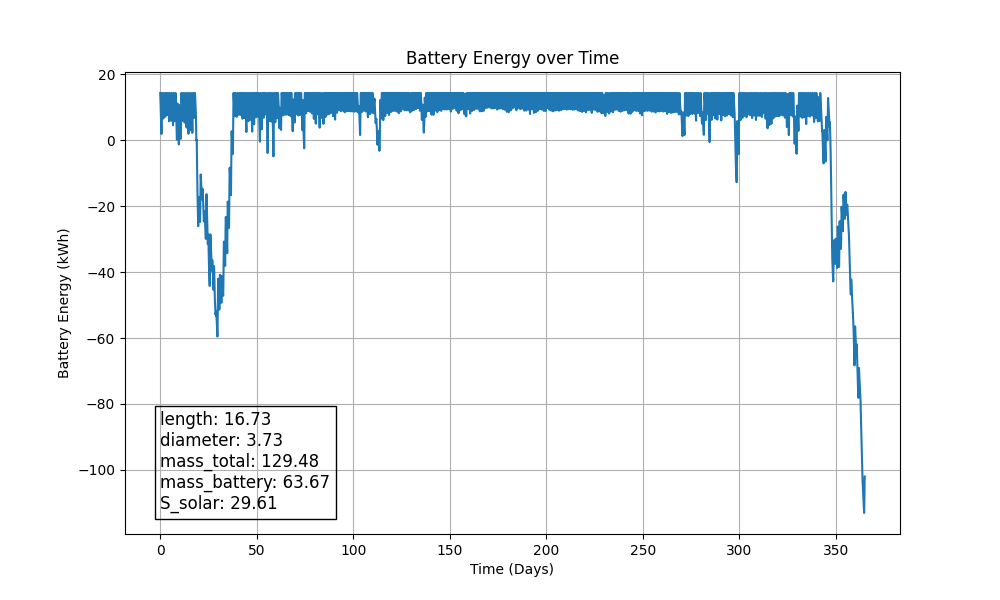 Battery Energy over Time
Battery Energy (kWh)
20
0
−20
−40
−60
−80
−100
length: 16.73
diameter: 3.73
mass_total: 129.48
mass_battery: 63.67
S_solar: 29.61
0 50 100 150 200 250 300 350
Time (Days)